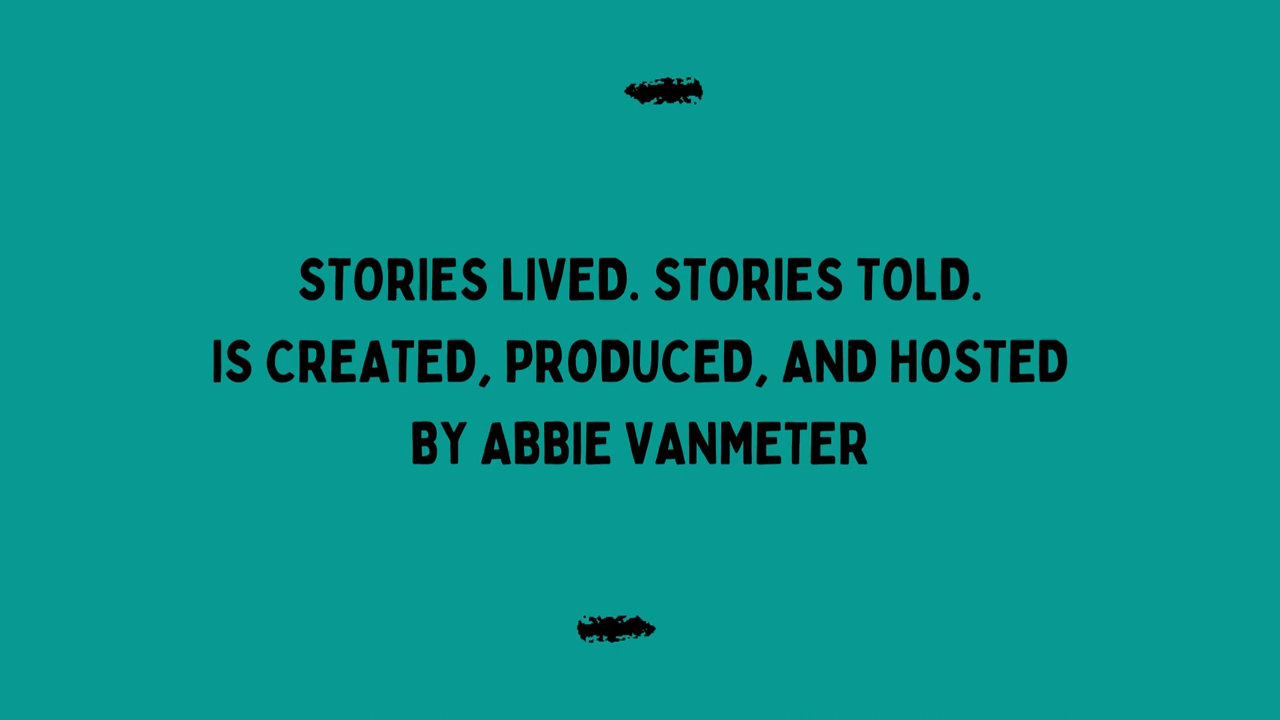 STORIES LIVED. STORIES TOLD.
IS CREATED, PRODUCED, AND HOSTED
BY ABBIE VANMETER